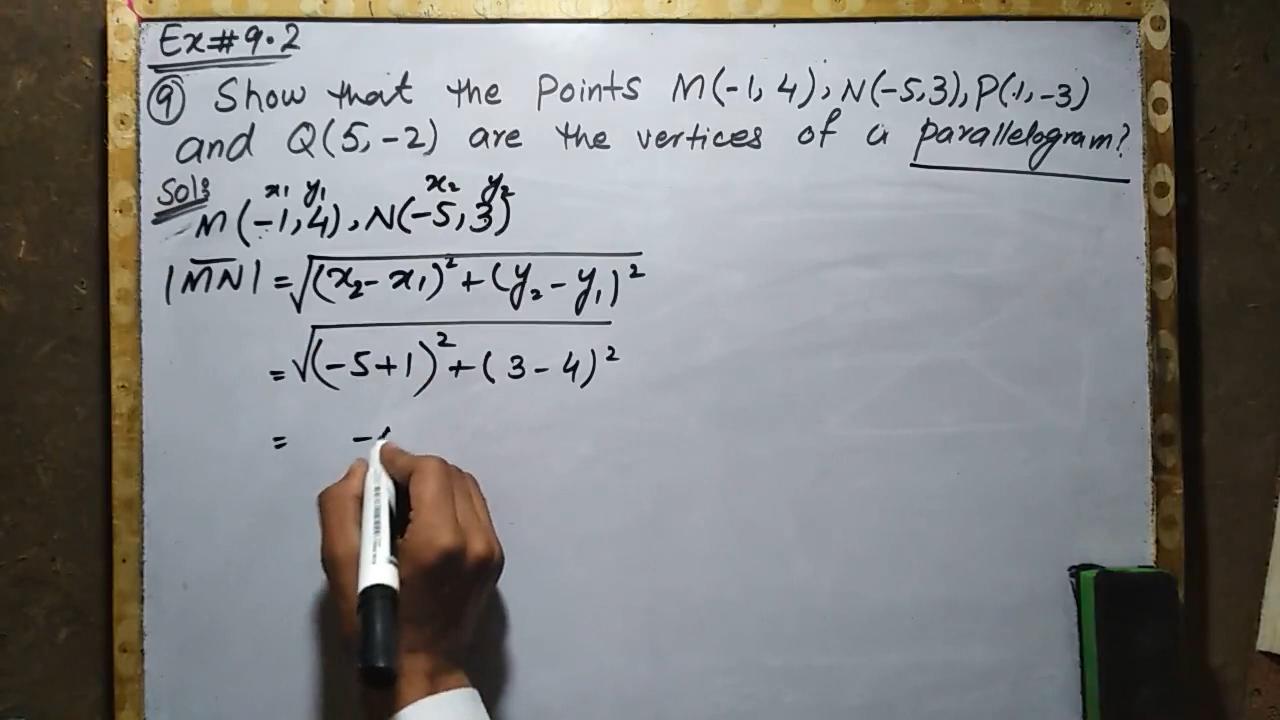 Ex#9.2
9 Show that the Points M(-1, 4), N(-5,3), P(1, -3)
and Q(5, -2) are the vertices of a parallelogram?
Sol: x₁ y₁ x₂ y₂
M(-1,4), N(-5,3)
|MN| = √(x₂-x₁)²+(y₂-y₁)²
= √(-5+1)²+(3-4)²
= -